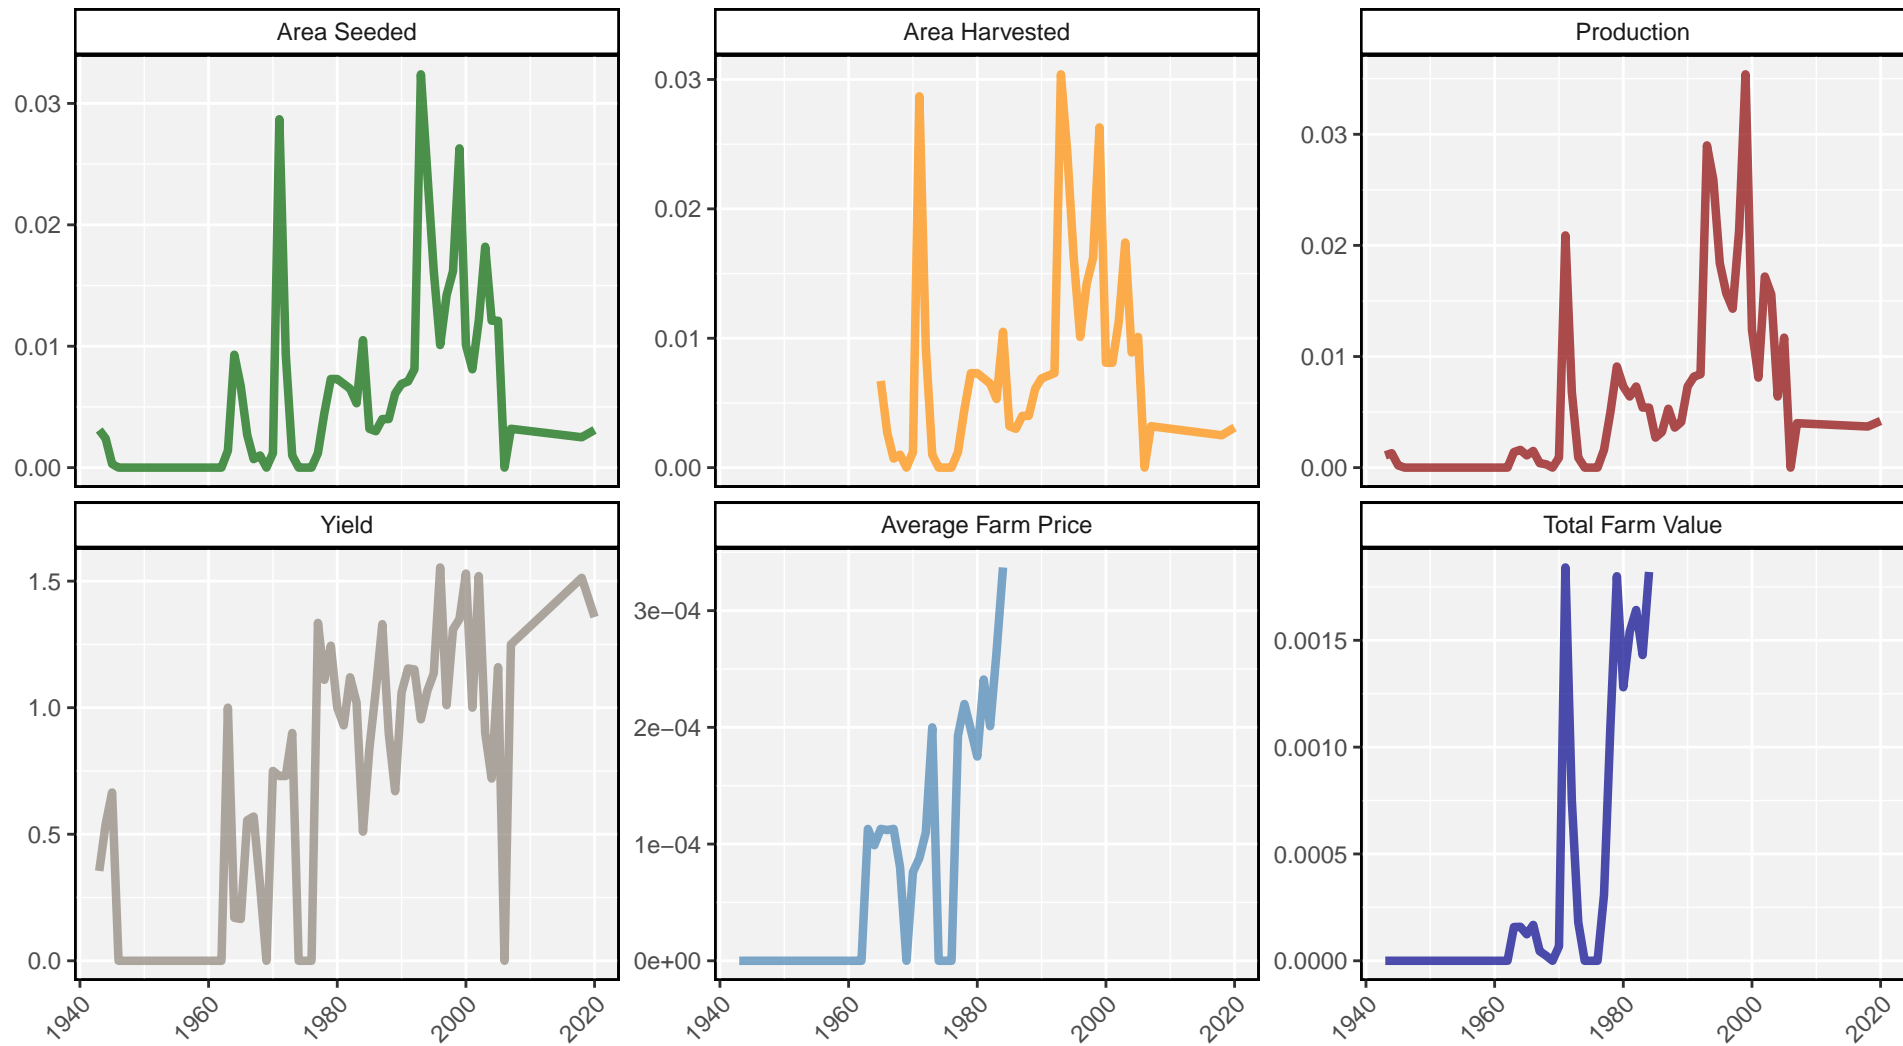 Area Seeded
Area Harvested
Production
0.03
0.02
0.01
0.00
0.03
0.02
0.01
0.00
0.03
0.02
0.01
0.00
Yield
Average Farm Price
Total Farm Value
1.5
1.0
0.5
0.0
3e−04
2e−04
1e−04
0e+00
0.0015
0.0010
0.0005
0.0000
1940 1960 1980 2000 2020
1940 1960 1980 2000 2020
1940 1960 1980 2000 2020